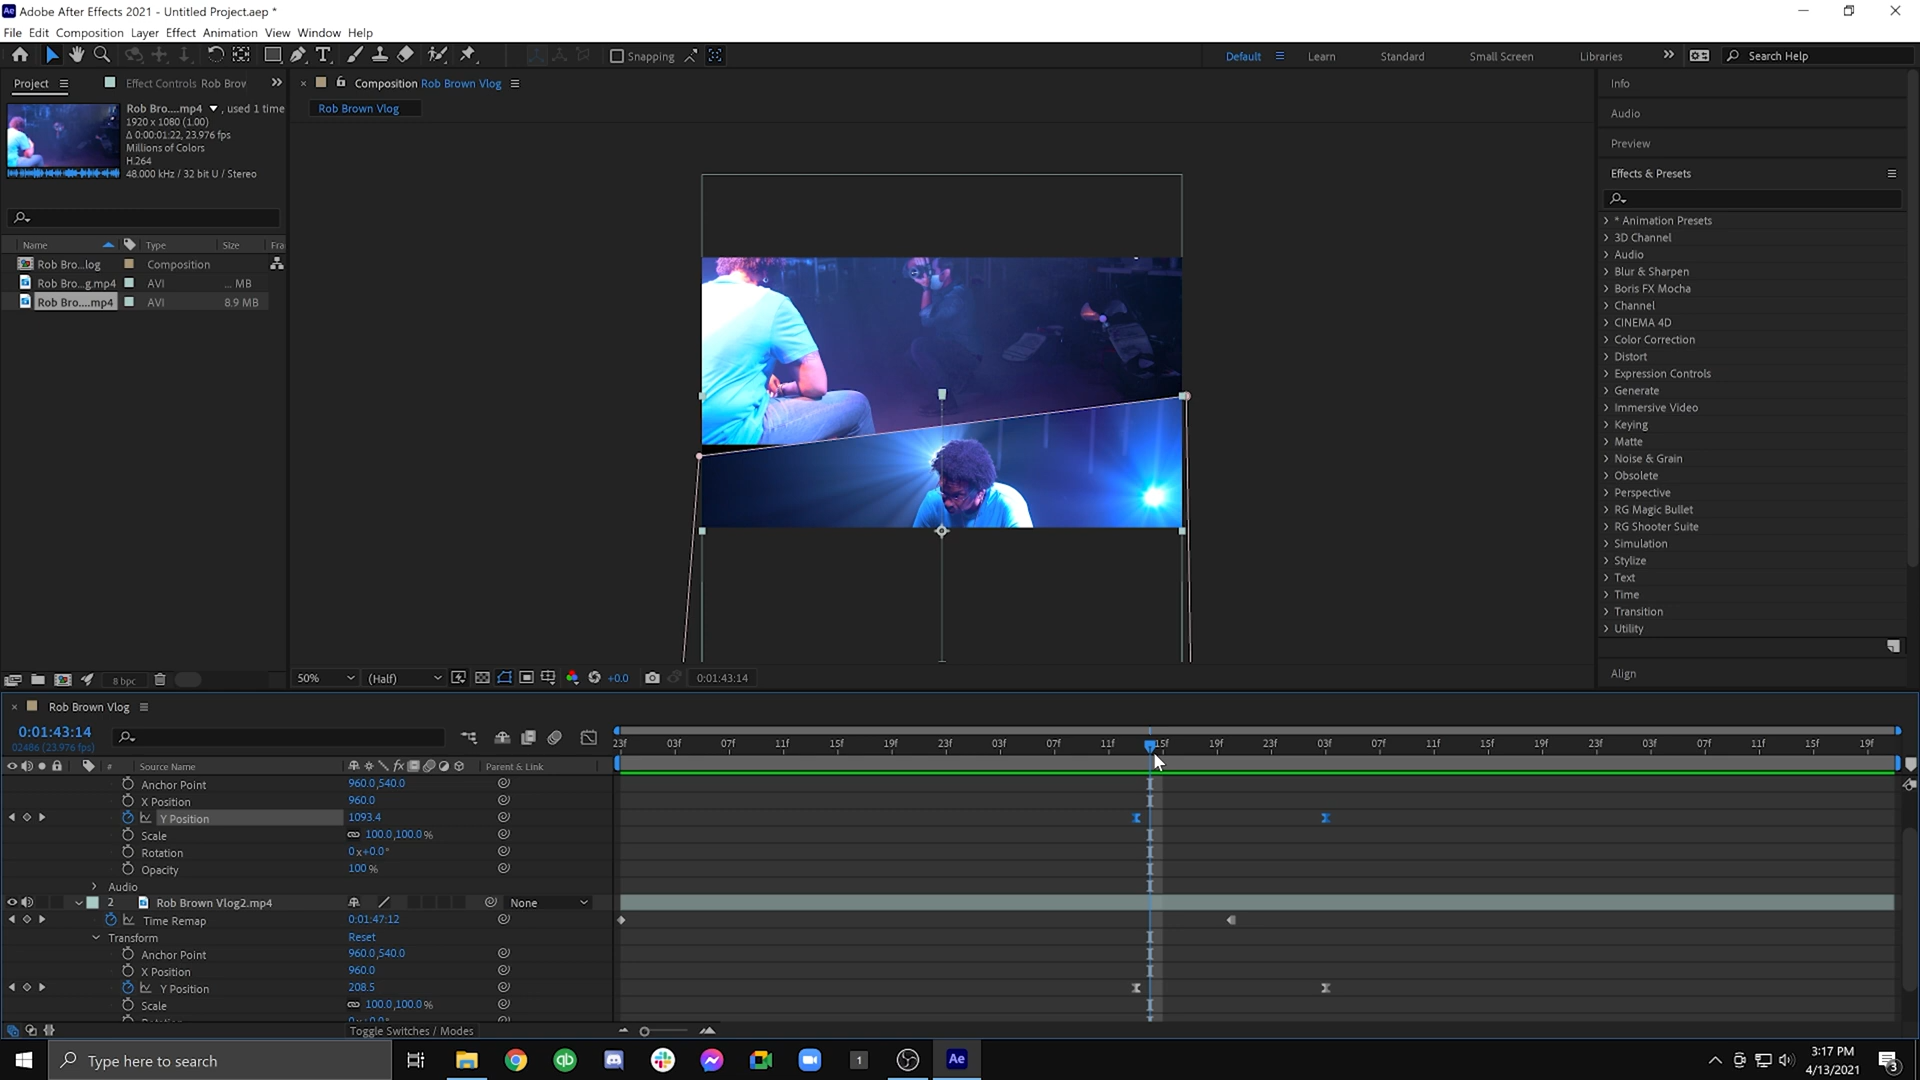 Adobe After Effects 2021 - Untitled Project.aep *
File Edit Composition Layer Effect Animation View Window Help
Snapping
Default Learn Standard Small Screen Libraries Search Help
Project Effect Controls Rob Brov
Composition Rob Brown Vlog
Rob Brown Vlog
Rob Bro....mp4 , used 1 time
1920 x 1080 (1.00)
Δ 0:00:01:22, 23.976 fps
Millions of Colors
H.264
48.000 kHz / 32 bit U / Stereo
Name Type Size Fra
Rob Bro...log Composition
Rob Bro...g.mp4 AVI ... MB
Rob Bro....mp4 AVI 8.9 MB
8 bpc
50% (Half) +0.0 0:01:43:14
Info
Audio
Preview
Effects & Presets
* Animation Presets
3D Channel
Audio
Blur & Sharpen
Boris FX Mocha
Channel
CINEMA 4D
Color Correction
Distort
Expression Controls
Generate
Immersive Video
Keying
Matte
Noise & Grain
Obsolete
Perspective
RG Magic Bullet
RG Shooter Suite
Simulation
Stylize
Text
Time
Transition
Utility
Align
Rob Brown Vlog
0:01:43:14
02486 (23.976 fps)
23f 03f 07f 11f 15f 19f 23f 03f 07f 11f 15f 19f 23f 03f 07f 11f 15f 19f 23f 03f 07f 11f 15f 19f
# Source Name Parent & Link
Anchor Point 960.0,540.0
X Position 960.0
Y Position 1093.4
Scale 100.0,100.0%
Rotation 0x+0.0°
Opacity 100%
Audio
2 Rob Brown Vlog2.mp4 None
Time Remap 0:01:47:12
Transform Reset
Anchor Point 960.0,540.0
X Position 960.0
Y Position 208.5
Scale 100.0,100.0%
Toggle Switches / Modes
Type here to search
1
Ae
3:17 PM
4/13/2021
3